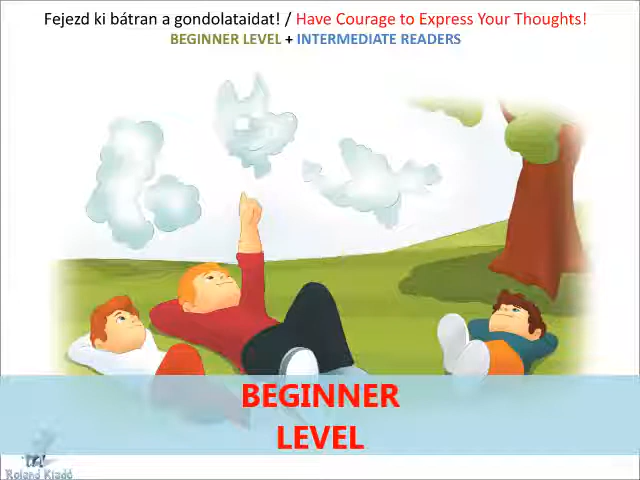 Fejezd ki bátran a gondolataidat! / Have Courage to Express Your Thoughts!
BEGINNER LEVEL + INTERMEDIATE READERS
BEGINNER
LEVEL
Roland Kiadó